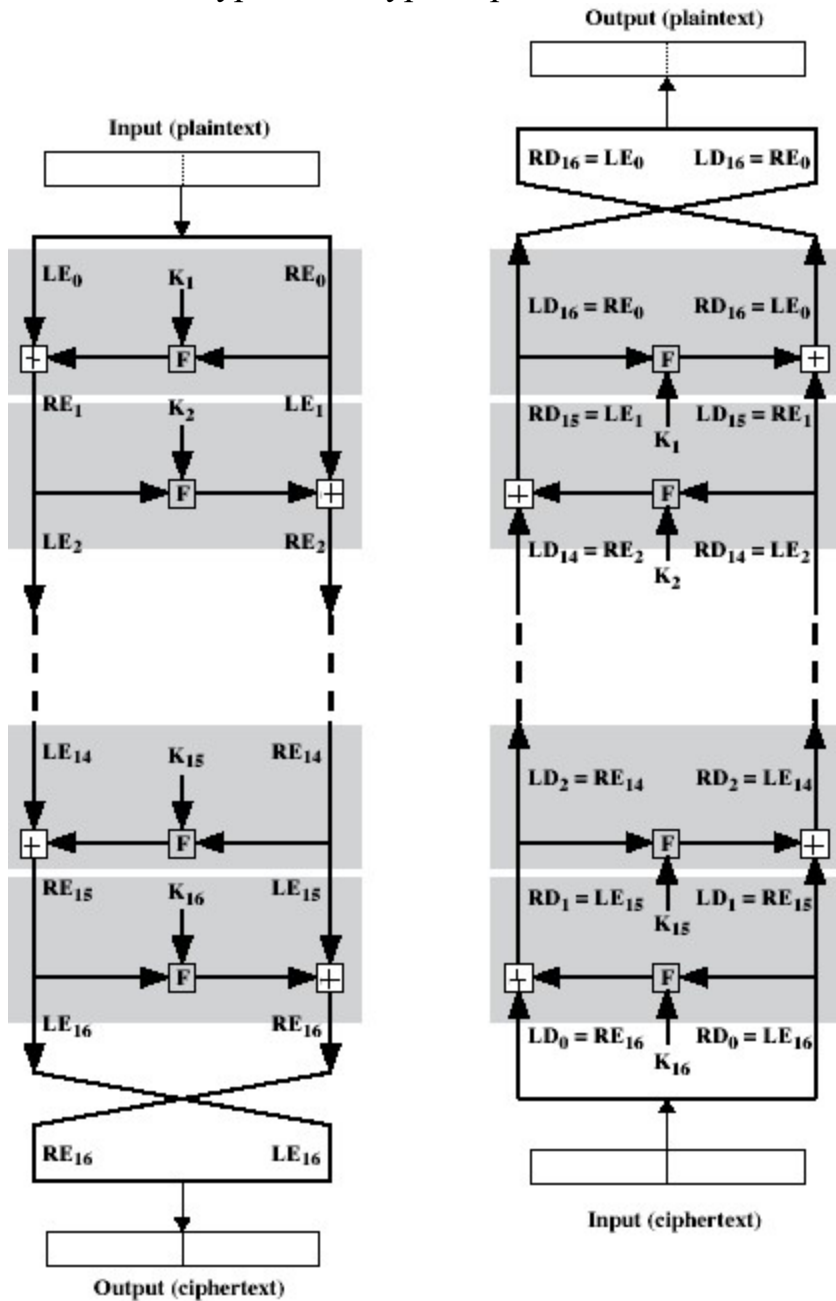 Output (plaintext)
Input (plaintext)
RD16 = LE0 LD16 = RE0
LE0 K1 RE0
LD16 = RE0 RD16 = LE0
F
F
RE1 K2 LE1
RD15 = LE1 LD15 = RE1
K1
F
F
LE2 RE2
LD14 = RE2 RD14 = LE2
K2
LE14 K15 RE14
LD2 = RE14 RD2 = LE14
F
F
RE15 K16 LE15
RD1 = LE15 LD1 = RE15
K15
F
F
LE16 RE16
LD0 = RE16 RD0 = LE16
K16
RE16 LE16
Input (ciphertext)
Output (ciphertext)